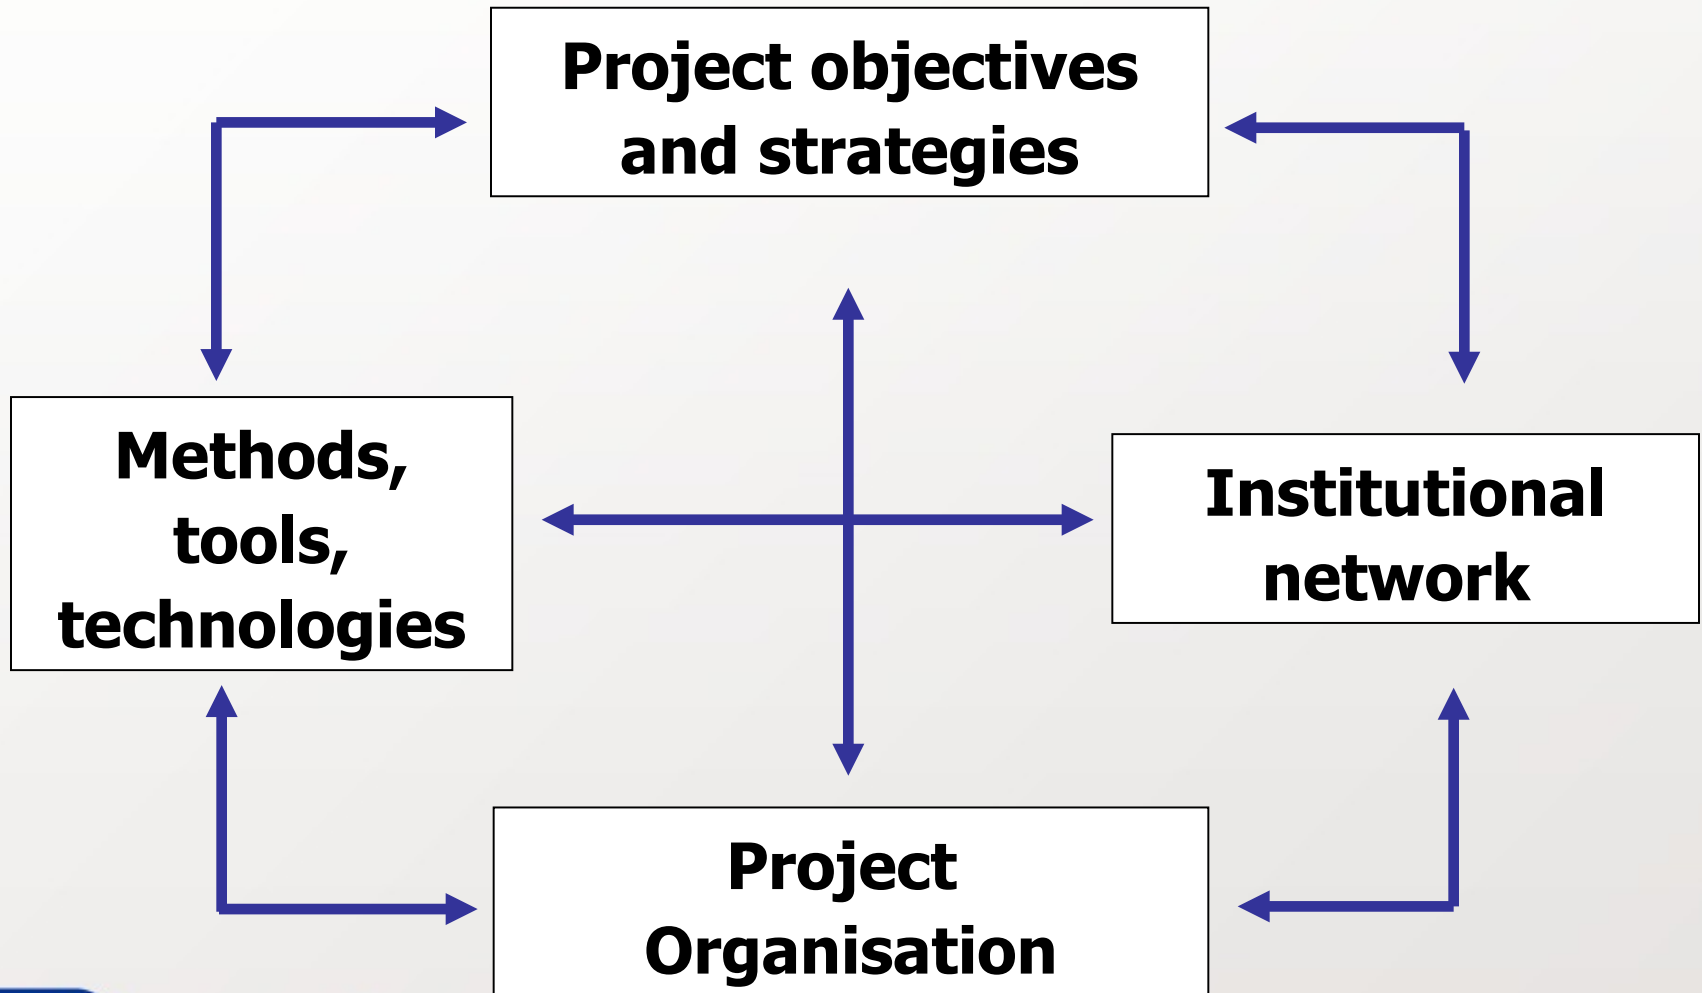 Project objectives
and strategies
Methods,
tools,
technologies
Institutional
network
Project
Organisation